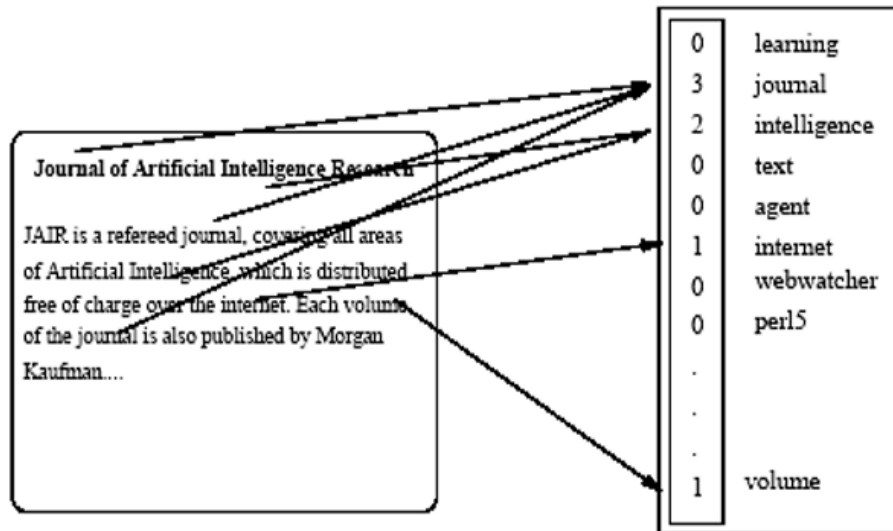 Journal of Artificial Intelligence Research
JAIR is a refereed journal, covering all areas
of Artificial Intelligence, which is distributed
free of charge over the internet. Each volume
of the journal is also published by Morgan
Kaufman....
0 learning
3 journal
2 intelligence
0 text
0 agent
1 internet
0 webwatcher
0 perl5
.
.
.
1 volume